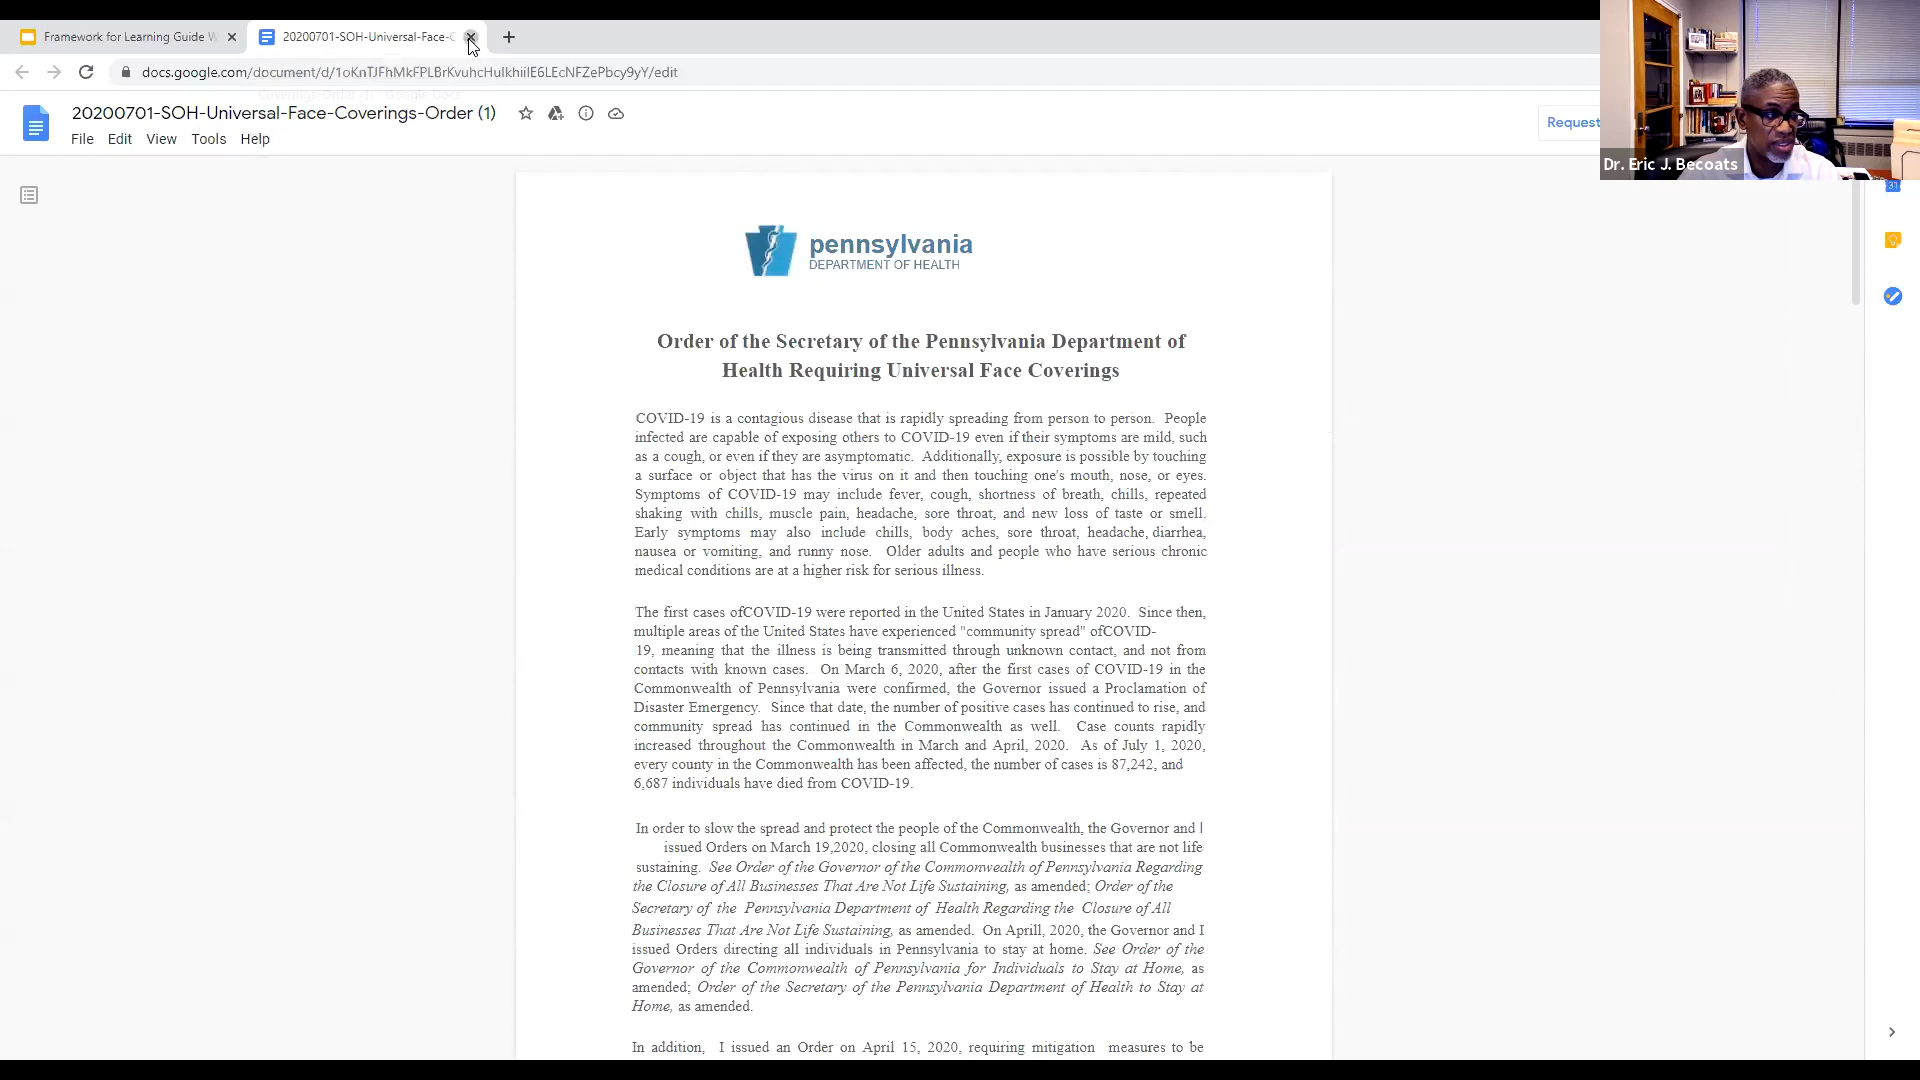 Framework for Learning Guide W
20200701-SOH-Universal-Face-C
docs.google.com/document/d/1oKnTJFhMkFPLBrKvuhcHuIkhiilE6LEcNFZePbcy9yY/edit
20200701-SOH-Universal-Face-Coverings-Order (1)
File Edit View Tools Help
Request
Dr. Eric J. Becoats
31
pennsylvania
DEPARTMENT OF HEALTH
Order of the Secretary of the Pennsylvania Department of
Health Requiring Universal Face Coverings
COVID-19 is a contagious disease that is rapidly spreading from person to person. People
infected are capable of exposing others to COVID-19 even if their symptoms are mild, such
as a cough, or even if they are asymptomatic. Additionally, exposure is possible by touching
a surface or object that has the virus on it and then touching one's mouth, nose, or eyes.
Symptoms of COVID-19 may include fever, cough, shortness of breath, chills, repeated
shaking with chills, muscle pain, headache, sore throat, and new loss of taste or smell.
Early symptoms may also include chills, body aches, sore throat, headache, diarrhea,
nausea or vomiting, and runny nose. Older adults and people who have serious chronic
medical conditions are at a higher risk for serious illness.
The first cases ofCOVID-19 were reported in the United States in January 2020. Since then,
multiple areas of the United States have experienced "community spread" ofCOVID-
19, meaning that the illness is being transmitted through unknown contact, and not from
contacts with known cases. On March 6, 2020, after the first cases of COVID-19 in the
Commonwealth of Pennsylvania were confirmed, the Governor issued a Proclamation of
Disaster Emergency. Since that date, the number of positive cases has continued to rise, and
community spread has continued in the Commonwealth as well. Case counts rapidly
increased throughout the Commonwealth in March and April, 2020. As of July 1, 2020,
every county in the Commonwealth has been affected, the number of cases is 87,242, and
6,687 individuals have died from COVID-19.
In order to slow the spread and protect the people of the Commonwealth, the Governor and I
issued Orders on March 19,2020, closing all Commonwealth businesses that are not life
sustaining. See Order of the Governor of the Commonwealth of Pennsylvania Regarding
the Closure of All Businesses That Are Not Life Sustaining, as amended; Order of the
Secretary of the Pennsylvania Department of Health Regarding the Closure of All
Businesses That Are Not Life Sustaining, as amended. On Aprill, 2020, the Governor and I
issued Orders directing all individuals in Pennsylvania to stay at home. See Order of the
Governor of the Commonwealth of Pennsylvania for Individuals to Stay at Home, as
amended; Order of the Secretary of the Pennsylvania Department of Health to Stay at
Home, as amended.
In addition, I issued an Order on April 15, 2020, requiring mitigation measures to be